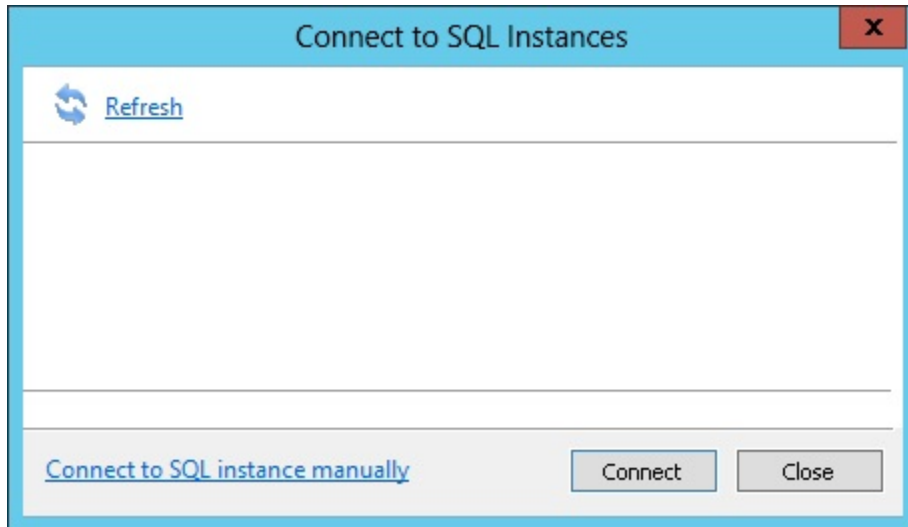 Connect to SQL Instances
x
Refresh
Connect to SQL instance manually
Connect
Close